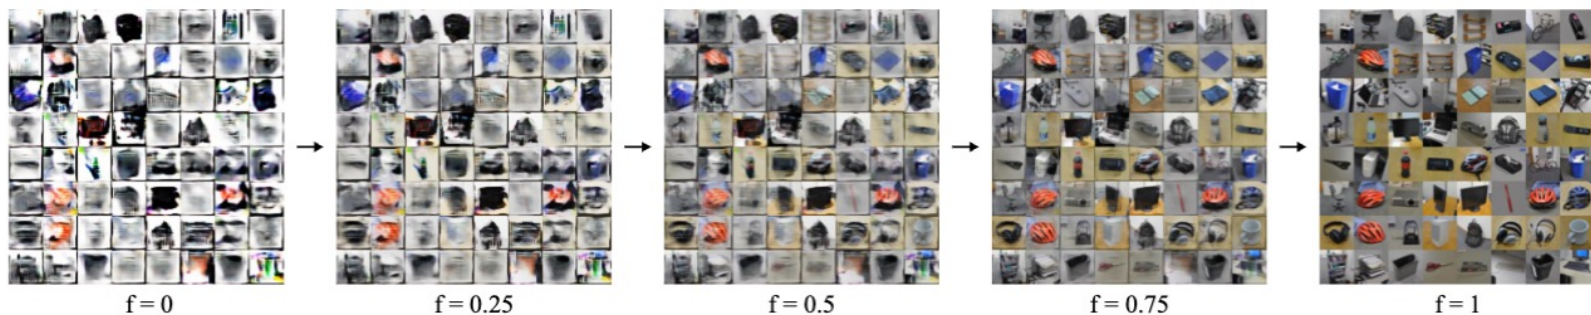 f = 0
f = 0.25
f = 0.5
f = 0.75
f = 1